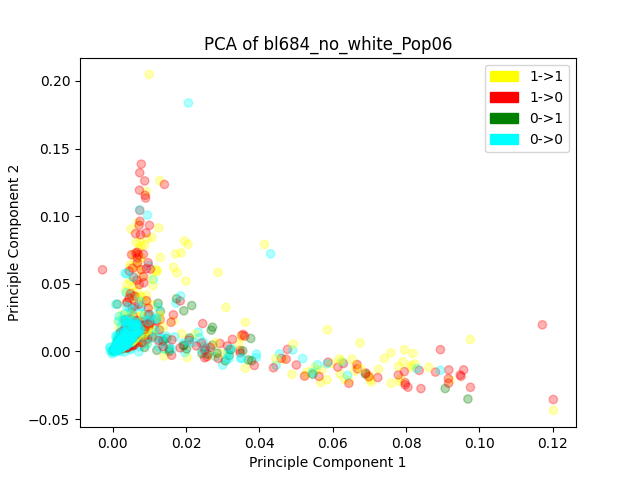 PCA of bl684_no_white_Pop06
1->1
1->0
0->1
0->0
Principle Component 2
0.20
0.15
0.10
0.05
0.00
−0.05
0.00 0.02 0.04 0.06 0.08 0.10 0.12
Principle Component 1